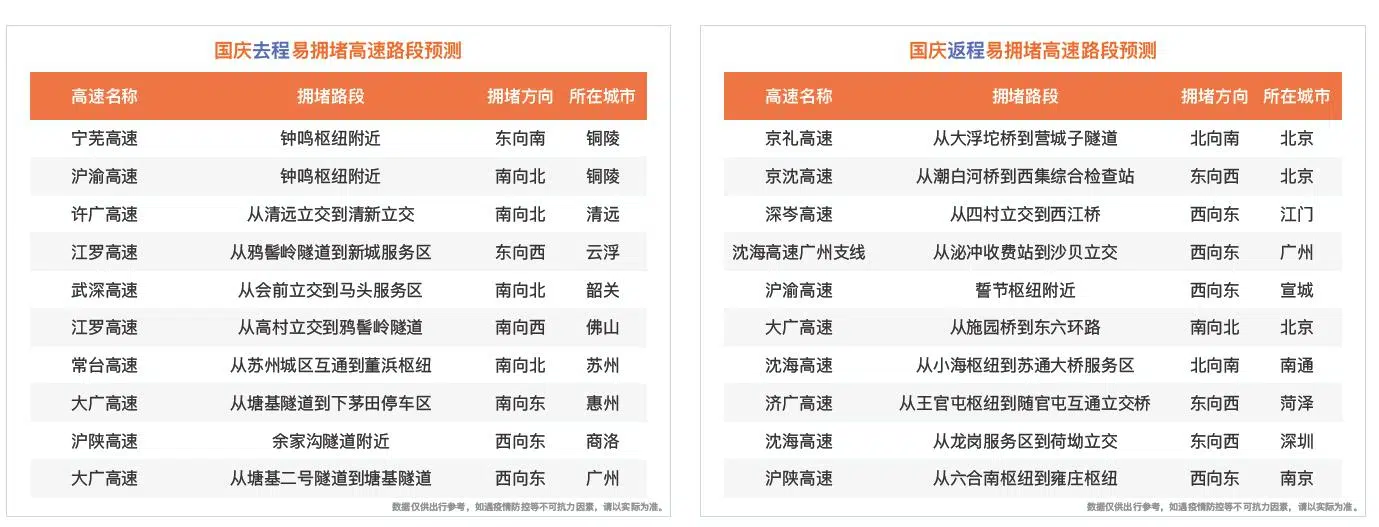 国庆去程易拥堵高速路段预测
高速名称 拥堵路段 拥堵方向 所在城市
宁芜高速 钟鸣枢纽附近 东向南 铜陵
沪渝高速 钟鸣枢纽附近 南向北 铜陵
许广高速 从清远立交到清新立交 南向北 清远
江罗高速 从鸦髻岭隧道到新城服务区 东向西 云浮
武深高速 从会前立交到马头服务区 南向北 韶关
江罗高速 从高村立交到鸦髻岭隧道 南向西 佛山
常台高速 从苏州城区互通到董浜枢纽 南向北 苏州
大广高速 从塘基隧道到下茅田停车区 南向东 惠州
沪陕高速 余家沟隧道附近 西向东 商洛
大广高速 从塘基二号隧道到塘基隧道 西向东 广州
数据仅供出行参考，如遇疫情防控等不可抗力因素，请以实际为准。
国庆返程易拥堵高速路段预测
高速名称 拥堵路段 拥堵方向 所在城市
京礼高速 从大浮坨桥到营城子隧道 北向南 北京
京沈高速 从潮白河桥到西集综合检查站 东向西 北京
深岑高速 从四村立交到西江桥 西向东 江门
沈海高速广州支线 从泌冲收费站到沙贝立交 西向东 广州
沪渝高速 誓节枢纽附近 西向东 宣城
大广高速 从施园桥到东六环路 南向北 北京
沈海高速 从小海枢纽到苏通大桥服务区 北向南 南通
济广高速 从王官屯枢纽到随官屯互通立交桥 东向西 菏泽
沈海高速 从龙岗服务区到荷坳立交 东向西 深圳
沪陕高速 从六合南枢纽到雍庄枢纽 西向东 南京
数据仅供出行参考，如遇疫情防控等不可抗力因素，请以实际为准。